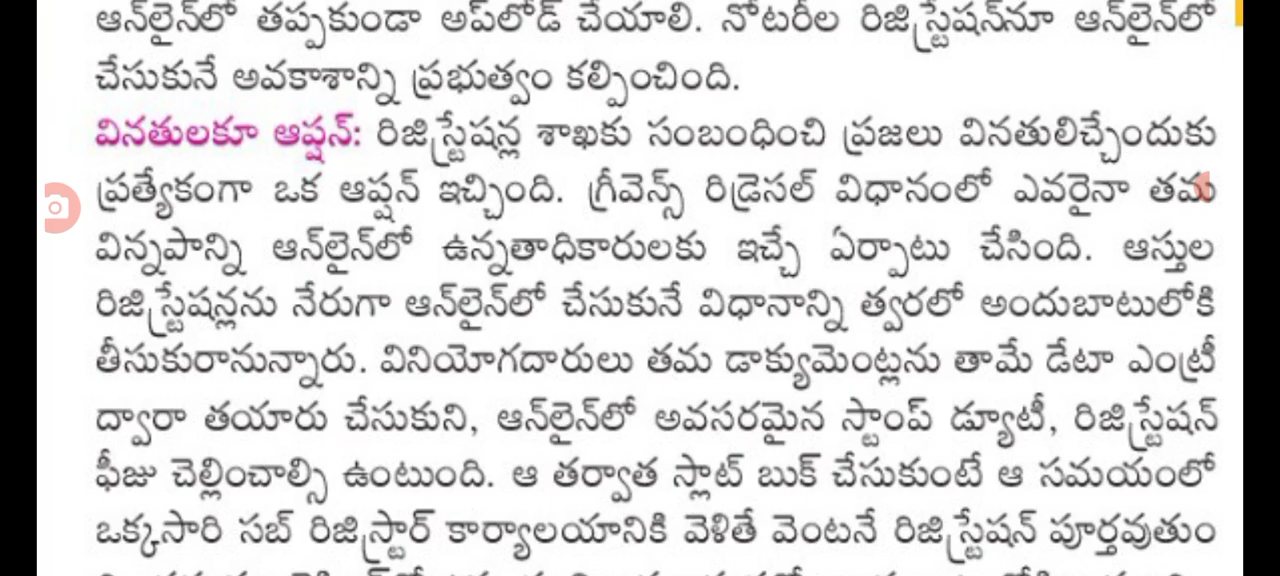 ఆన్‌లైన్‌లో తప్పకుండా అప్‌లోడ్ చేయాలి. నోటరీల రిజిస్ట్రేషన్‌నూ ఆన్‌లైన్‌లో
చేసుకునే అవకాశాన్ని ప్రభుత్వం కల్పించింది.
వినతులకూ ఆప్షన్: రిజిస్ట్రేషన్ల శాఖకు సంబంధించి ప్రజలు వినతులిచ్చేందుకు
ప్రత్యేకంగా ఒక ఆప్షన్ ఇచ్చింది. గ్రీవెన్స్ రిడ్రెసల్ విధానంలో ఎవరైనా తమ
విన్నపాన్ని ఆన్‌లైన్‌లో ఉన్నతాధికారులకు ఇచ్చే ఏర్పాటు చేసింది. ఆస్తుల
రిజిస్ట్రేషన్లను నేరుగా ఆన్‌లైన్‌లో చేసుకునే విధానాన్ని త్వరలో అందుబాటులోకి
తీసుకురానున్నారు. వినియోగదారులు తమ డాక్యుమెంట్లను తామే డేటా ఎంట్రీ
ద్వారా తయారు చేసుకుని, ఆన్‌లైన్‌లో అవసరమైన స్టాంప్ డ్యూటీ, రిజిస్ట్రేషన్
ఫీజు చెల్లించాల్సి ఉంటుంది. ఆ తర్వాత స్లాట్ బుక్ చేసుకుంటే ఆ సమయంలో
ఒక్కసారి సబ్ రిజిస్ట్రార్ కార్యాలయానికి వెళితే వెంటనే రిజిస్ట్రేషన్ పూర్తవుతుం